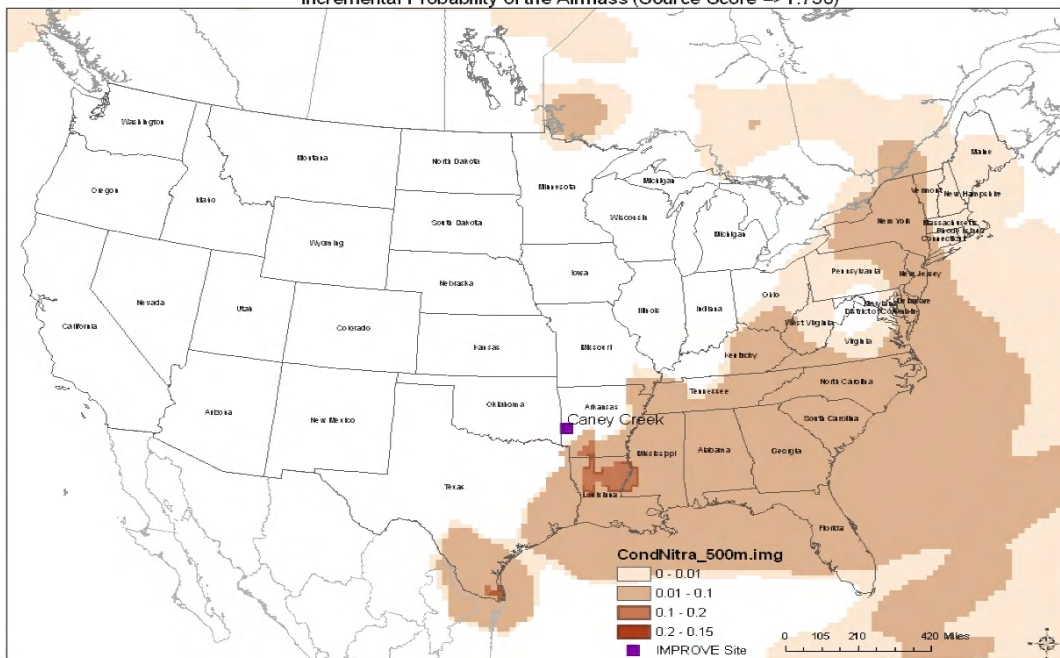 Incremental Probability of the Airmass (Source Score => 1.750)
Washington
Montana
North Dakota
Minnesota
Michigan
Maine
Oregon
Idaho
Wyoming
South Dakota
Wisconsin
Michigan
Vermont
New Hampshire
New York
Massachusetts
Rhode Island
Connecticut
Nevada
Utah
Colorado
Nebraska
Iowa
Illinois
Indiana
Ohio
Pennsylvania
New Jersey
Maryland
Delaware
District of Columbia
California
Kansas
Missouri
West Virginia
Virginia
Kentucky
Arizona
New Mexico
Oklahoma
Arkansas
Tennessee
North Carolina
Caney Creek
South Carolina
Texas
Mississippi
Alabama
Georgia
Louisiana
Florida
CondNitra_500m.img
0 - 0.01
0.01 - 0.1
0.1 - 0.2
0.2 - 0.15
IMPROVE Site
0 105 210 420 Miles